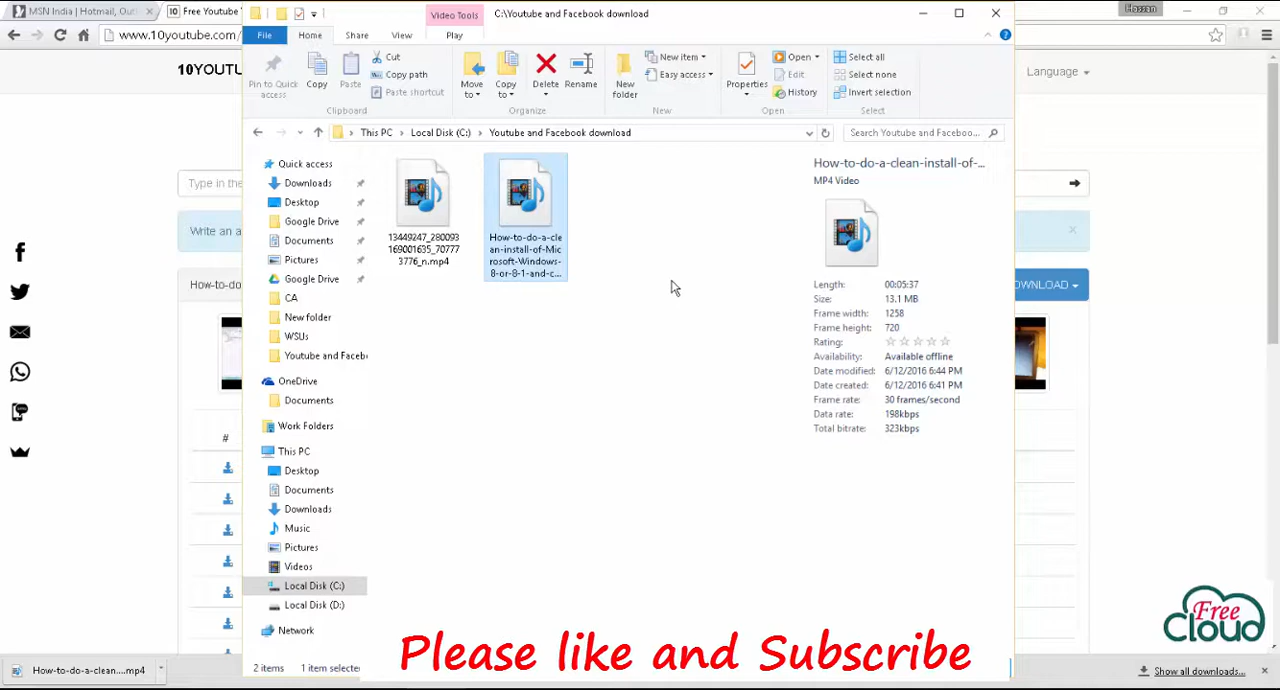 MSN India | Hotmail, Outl
Free Youtube
Hassan
www.10youtube.com/
10YOUTU
Language
Type in the
Write an a
How-to-do
OWNLOAD
#
Video Tools
C:\Youtube and Facebook download
File
Home
Share
View
Play
Pin to Quick
access
Copy
Paste
Cut
Copy path
Paste shortcut
Clipboard
Move
to
Copy
to
Delete
Rename
Organize
New
folder
New item
Easy access
New
Properties
Open
Edit
History
Open
Select all
Select none
Invert selection
Select
This PC
Local Disk (C:)
Youtube and Facebook download
Search Youtube and Faceboo...
Quick access
Downloads
Desktop
Google Drive
Documents
Pictures
Google Drive
CA
New folder
WSUs
Youtube and Faceb
OneDrive
Documents
Work Folders
This PC
Desktop
Documents
Downloads
Music
Pictures
Videos
Local Disk (C:)
Local Disk (D:)
Network
13449247_280093
169001635_70777
3776_n.mp4
How-to-do-a-cle
an-install-of-Mic
rosoft-Windows-
8-or-8-1-and-c...
How-to-do-a-clean-install-of-...
MP4 Video
Length: 00:05:37
Size: 13.1 MB
Frame width: 1258
Frame height: 720
Rating:
Availability: Available offline
Date modified: 6/12/2016 6:44 PM
Date created: 6/12/2016 6:41 PM
Frame rate: 30 frames/second
Data rate: 198kbps
Total bitrate: 323kbps
2 items
1 item selecte
Please like and Subscribe
Free
Cloud
How-to-do-a-clean....mp4
Show all downloads...